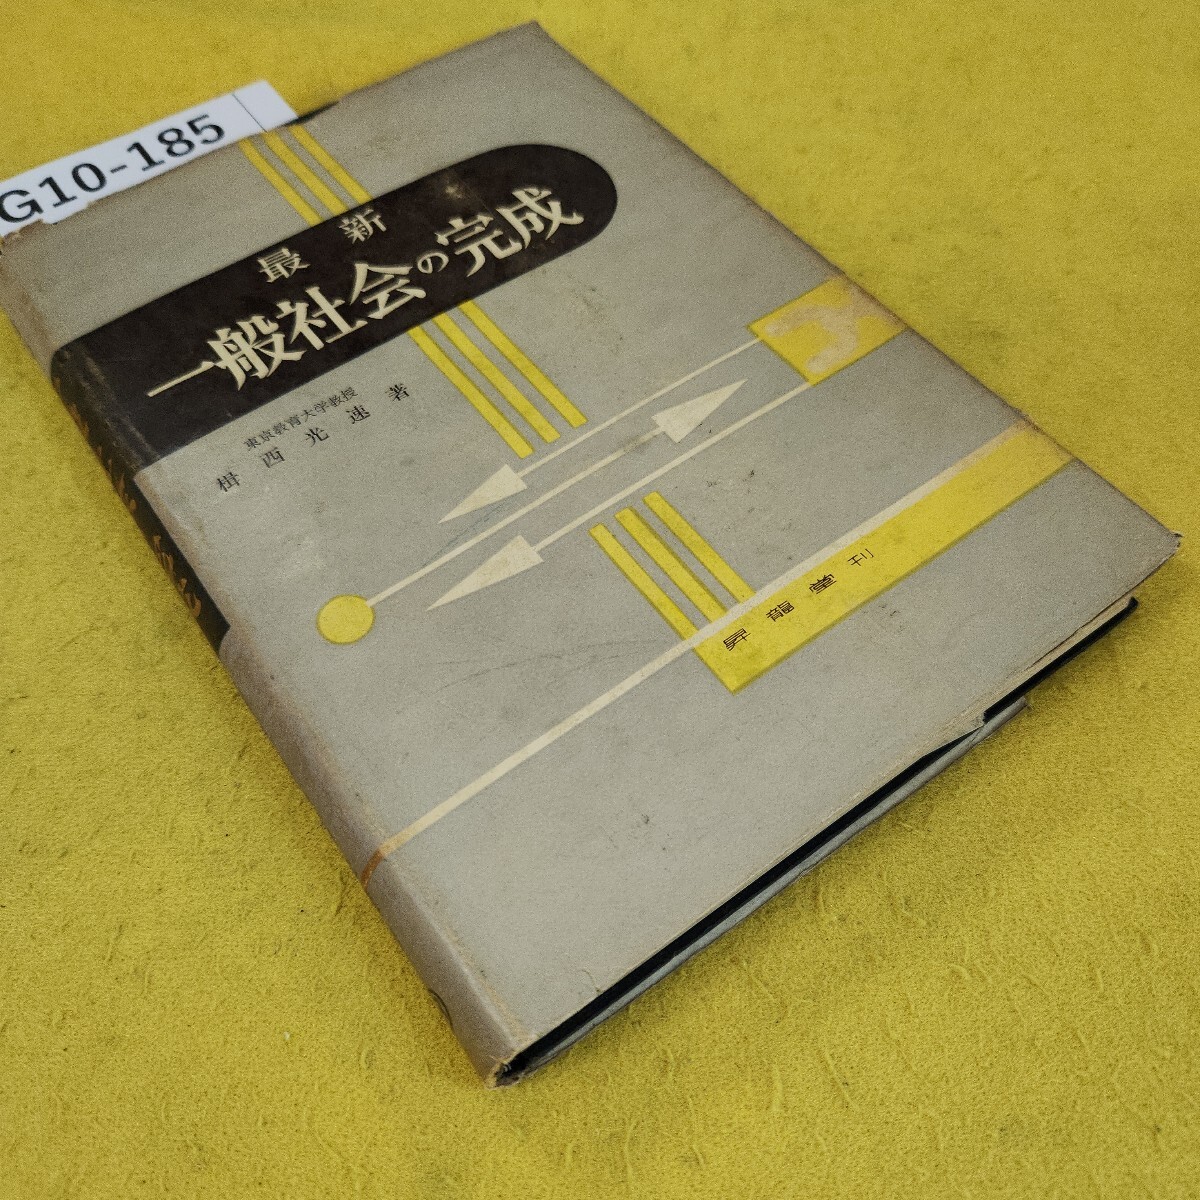 G10-185
最新
一般社会の完成
東京教育大学教授
楫西光速著
昇龍堂刊